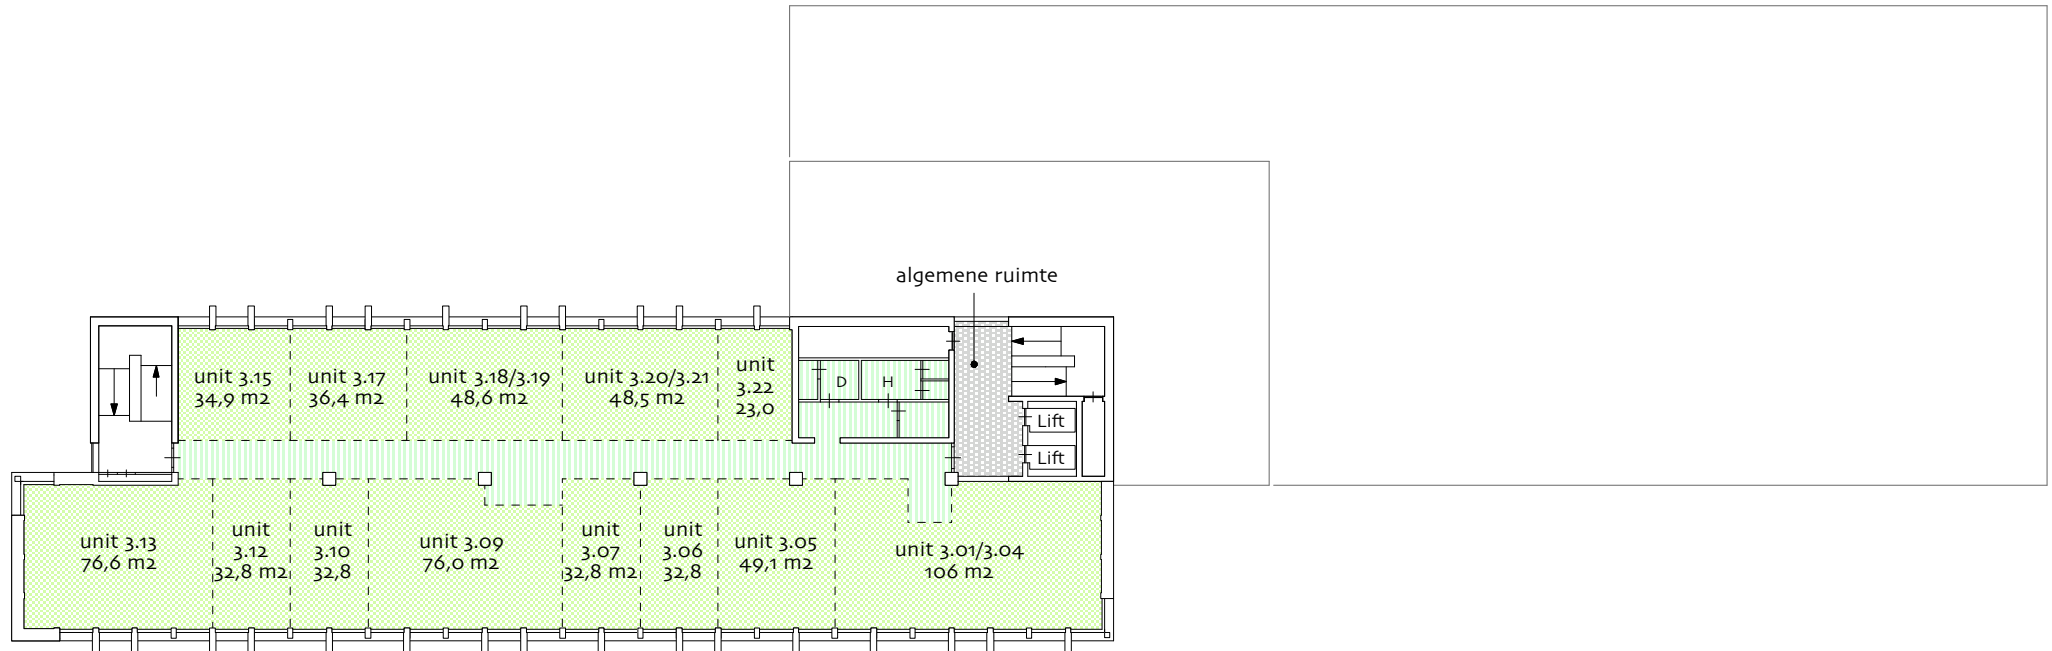 algemene ruimte
unit 3.15
34,9 m2
unit 3.17
36,4 m2
unit 3.18/3.19
48,6 m2
unit 3.20/3.21
48,5 m2
unit
3.22
23,0
D
H
Lift
Lift
unit 3.13
76,6 m2
unit
3.12
32,8 m2
unit
3.10
32,8
unit 3.09
76,0 m2
unit
3.07
32,8 m2
unit
3.06
32,8
unit 3.05
49,1 m2
unit 3.01/3.04
106 m2